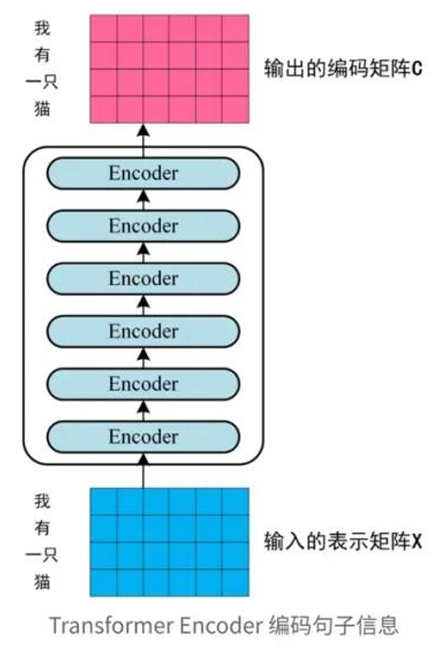 我
有
一只
猫
输出的编码矩阵C
Encoder
Encoder
Encoder
Encoder
Encoder
Encoder
我
有
一只
猫
输入的表示矩阵X
Transformer Encoder 编码句子信息